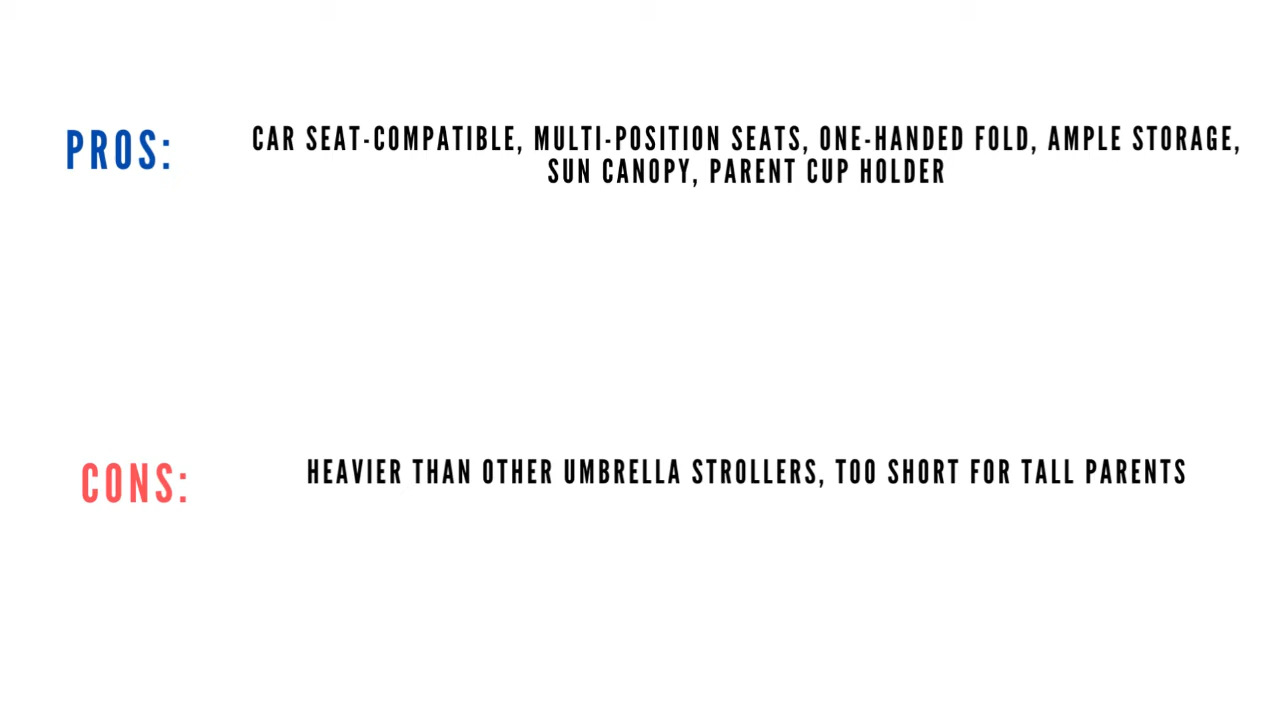 PROS:
CAR SEAT-COMPATIBLE, MULTI-POSITION SEATS, ONE-HANDED FOLD, AMPLE STORAGE,
SUN CANOPY, PARENT CUP HOLDER
CONS:
HEAVIER THAN OTHER UMBRELLA STROLLERS, TOO SHORT FOR TALL PARENTS